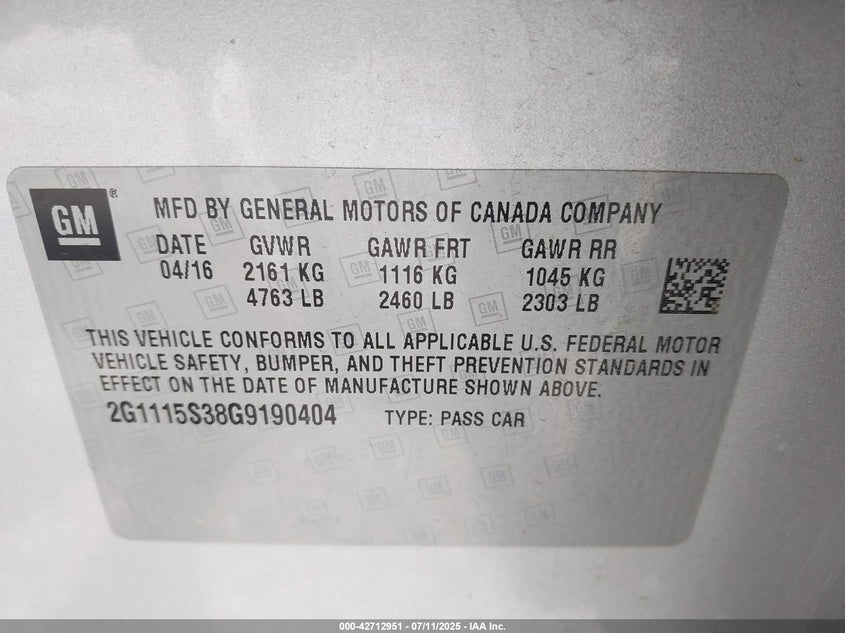 GM ®
MFD BY GENERAL MOTORS OF CANADA COMPANY
DATE GVWR GAWR FRT GAWR RR
04/16 2161 KG 1116 KG 1045 KG
4763 LB 2460 LB 2303 LB
THIS VEHICLE CONFORMS TO ALL APPLICABLE U.S. FEDERAL MOTOR
VEHICLE SAFETY, BUMPER, AND THEFT PREVENTION STANDARDS IN
EFFECT ON THE DATE OF MANUFACTURE SHOWN ABOVE.
2G1115S38G9190404 TYPE: PASS CAR
000-42712951 - 07/11/2025 - IAA Inc.